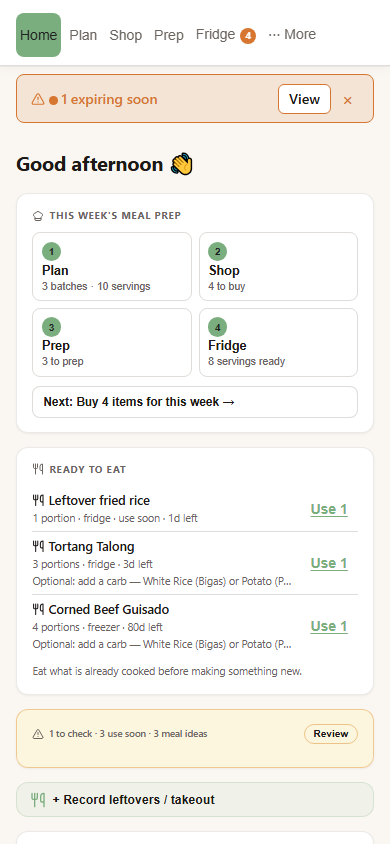 Home Plan Shop Prep Fridge 4 ··· More
1 expiring soon View ×
Good afternoon 👋
THIS WEEK'S MEAL PREP
1
Plan
3 batches · 10 servings
2
Shop
4 to buy
3
Prep
3 to prep
4
Fridge
8 servings ready
Next: Buy 4 items for this week →
READY TO EAT
Leftover fried rice
1 portion · fridge · use soon · 1d left
Use 1
Tortang Talong
3 portions · fridge · 3d left
Optional: add a carb — White Rice (Bigas) or Potato (P...
Use 1
Corned Beef Guisado
4 portions · freezer · 80d left
Optional: add a carb — White Rice (Bigas) or Potato (P...
Use 1
Eat what is already cooked before making something new.
1 to check · 3 use soon · 3 meal ideas Review
+ Record leftovers / takeout